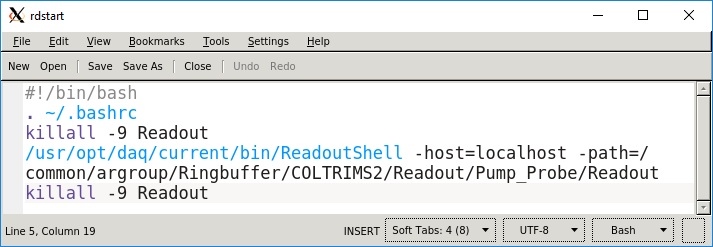 rdstart
File Edit View Bookmarks Tools Settings Help
New Open Save Save As Close Undo Redo
#!/bin/bash
. ~/.bashrc
killall -9 Readout
/usr/opt/daq/current/bin/ReadoutShell -host=localhost -path=/
common/argroup/Ringbuffer/COLTRIMS2/Readout/Pump_Probe/Readout
killall -9 Readout
Line 5, Column 19 INSERT Soft Tabs: 4 (8) UTF-8 Bash